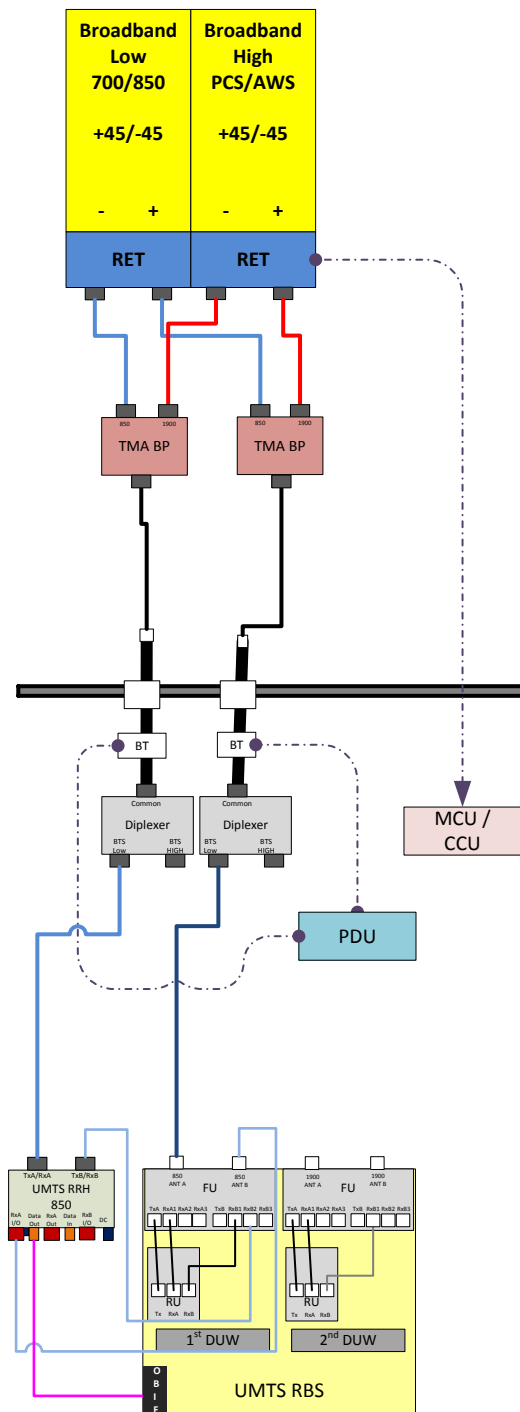 Broadband
Low
700/850
+45/-45
- +
RET
Broadband
High
PCS/AWS
+45/-45
- +
RET
850 1900
TMA BP
850 1900
TMA BP
BT
BT
Common
Diplexer
BTS
Low
BTS
HIGH
Common
Diplexer
BTS
Low
BTS
HIGH
MCU /
CCU
PDU
TxA/RxA TxB/RxB
UMTS RRH
850
RxA
I/O
Data
Out
RxA
Out
Data
In
RxB
I/O
DC
850
ANT A
850
ANT B
FU
TxA RxA1 RxA2 RxA3 TxB RxB1 RxB2 RxB3
1900
ANT A
1900
ANT B
FU
TxA RxA1 RxA2 RxA3 TxB RxB1 RxB2 RxB3
RU
Tx RxA RxB
RU
Tx RxA RxB
1st DUW
2nd DUW
OBIF
UMTS RBS